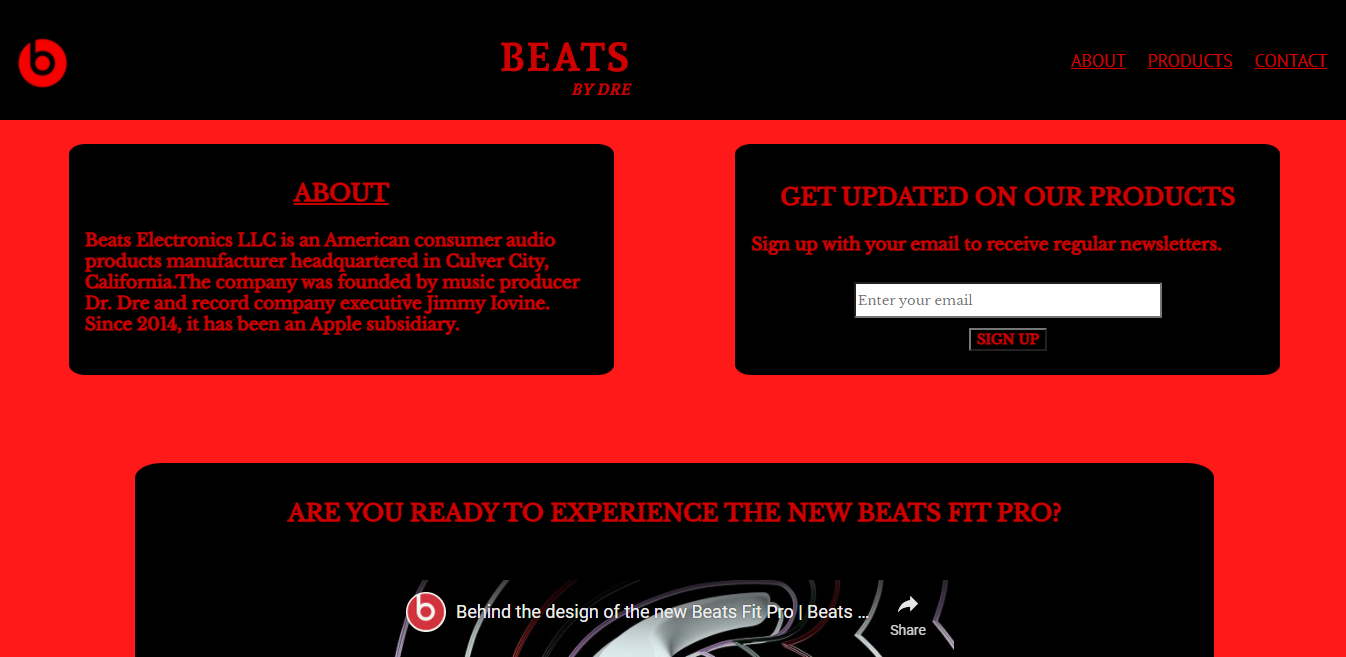 b
BEATS
BY DRE
ABOUT PRODUCTS CONTACT
ABOUT
Beats Electronics LLC is an American consumer audio
products manufacturer headquartered in Culver City,
California.The company was founded by music producer
Dr. Dre and record company executive Jimmy Iovine.
Since 2014, it has been an Apple subsidiary.
GET UPDATED ON OUR PRODUCTS
Sign up with your email to receive regular newsletters.
Enter your email
SIGN UP
ARE YOU READY TO EXPERIENCE THE NEW BEATS FIT PRO?
b
Behind the design of the new Beats Fit Pro | Beats ...
Share